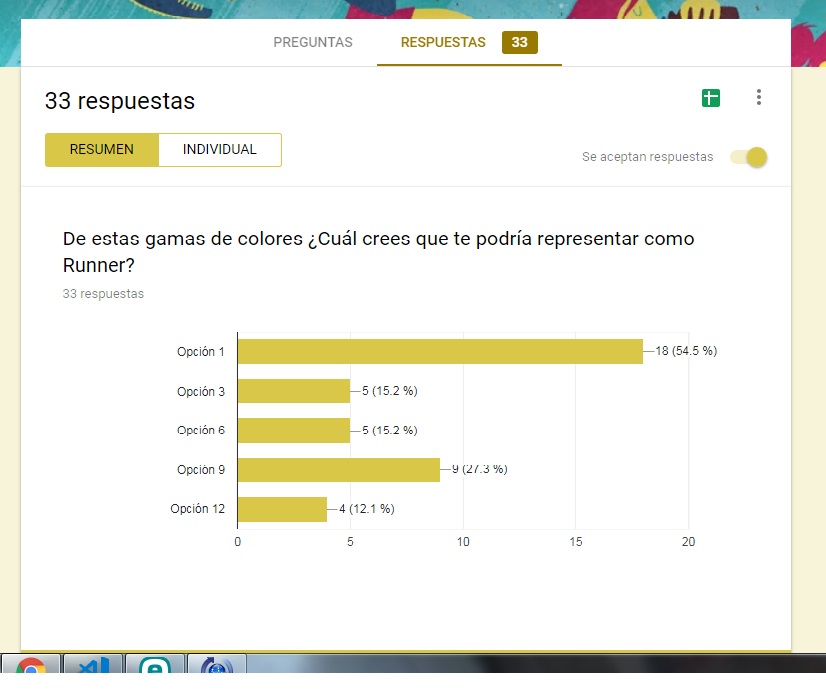 PREGUNTAS RESPUESTAS 33
33 respuestas
RESUMEN INDIVIDUAL
Se aceptan respuestas
De estas gamas de colores ¿Cuál crees que te podría representar como
Runner?
33 respuestas
Opción 1 18 (54.5 %)
Opción 3 5 (15.2 %)
Opción 6 5 (15.2 %)
Opción 9 9 (27.3 %)
Opción 12 4 (12.1 %)
0 5 10 15 20